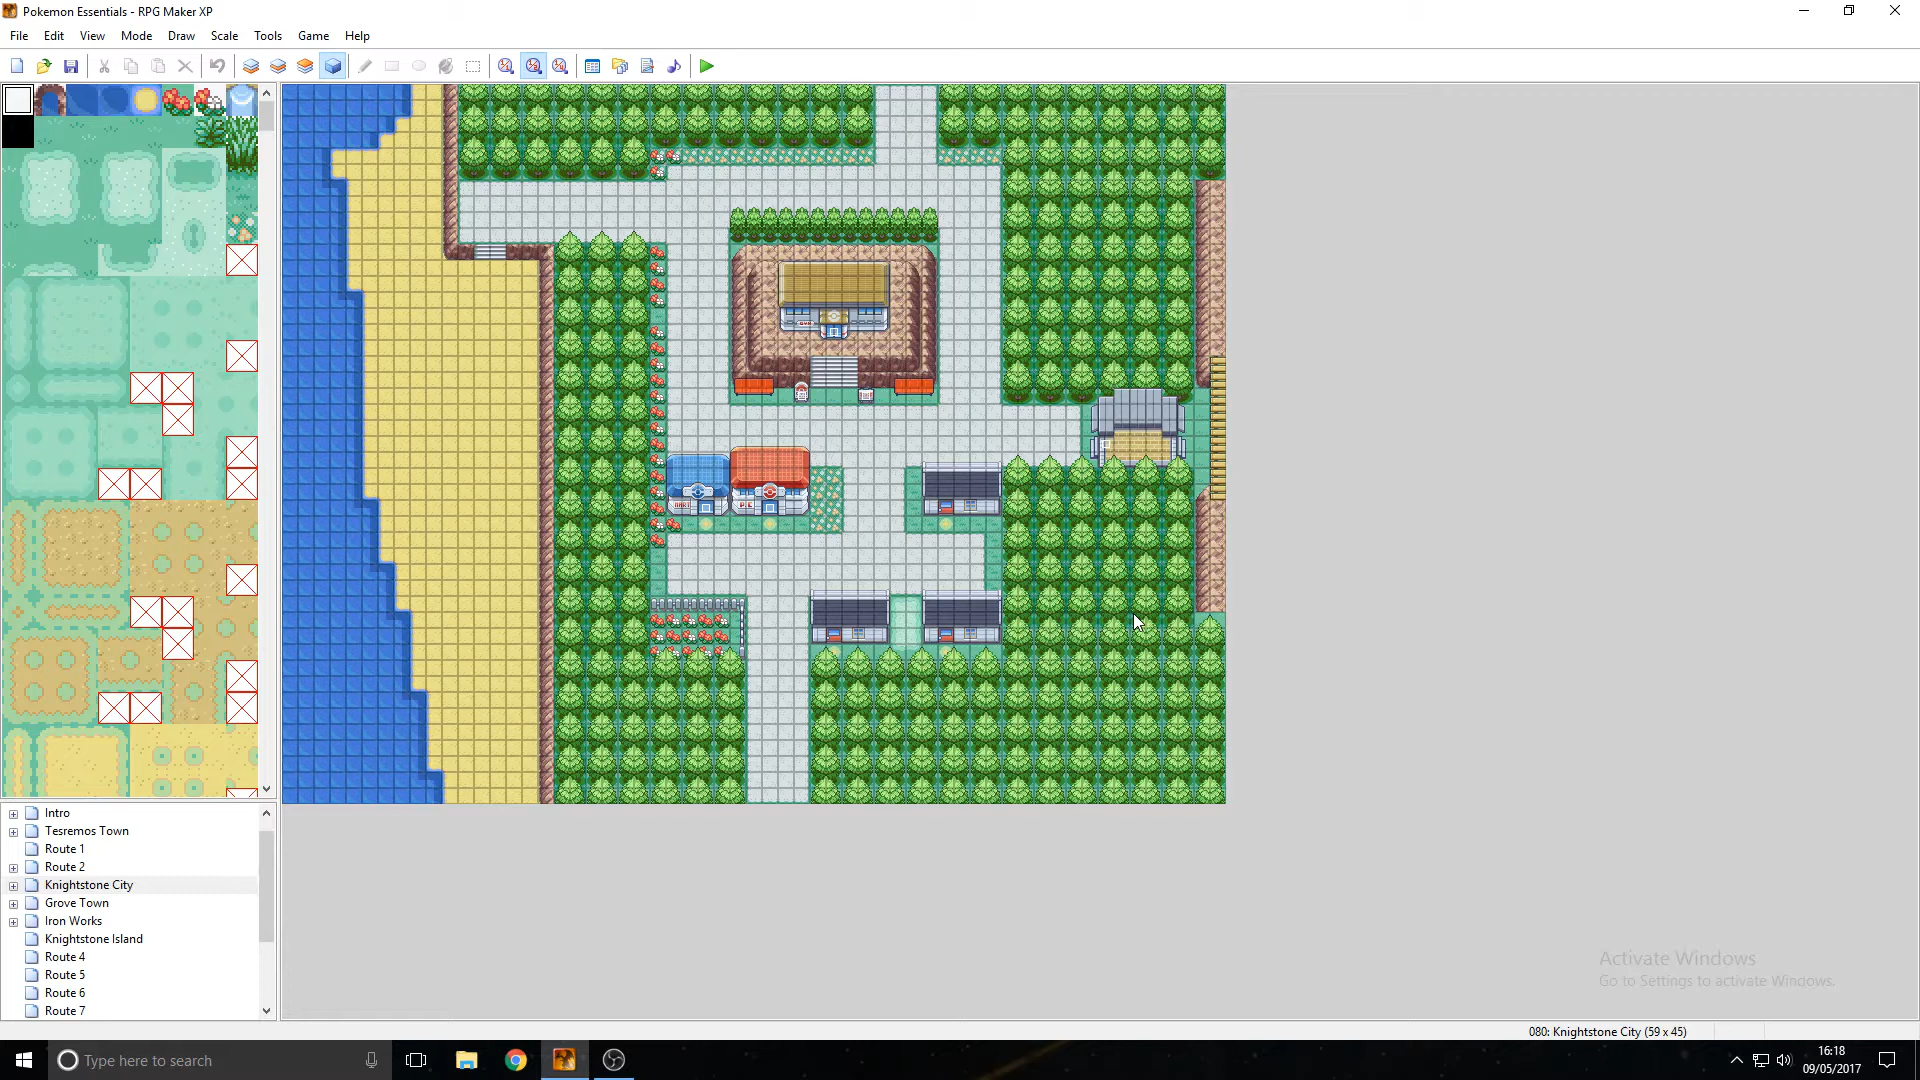 Pokemon Essentials - RPG Maker XP
File Edit View Mode Draw Scale Tools Game Help
GYM
MART P.C
Intro
Tesremos Town
Route 1
Route 2
Knightstone City
Grove Town
Iron Works
Knightstone Island
Route 4
Route 5
Route 6
Route 7
Activate Windows
Go to Settings to activate Windows.
080: Knightstone City (59 x 45)
Type here to search
16:18
09/05/2017